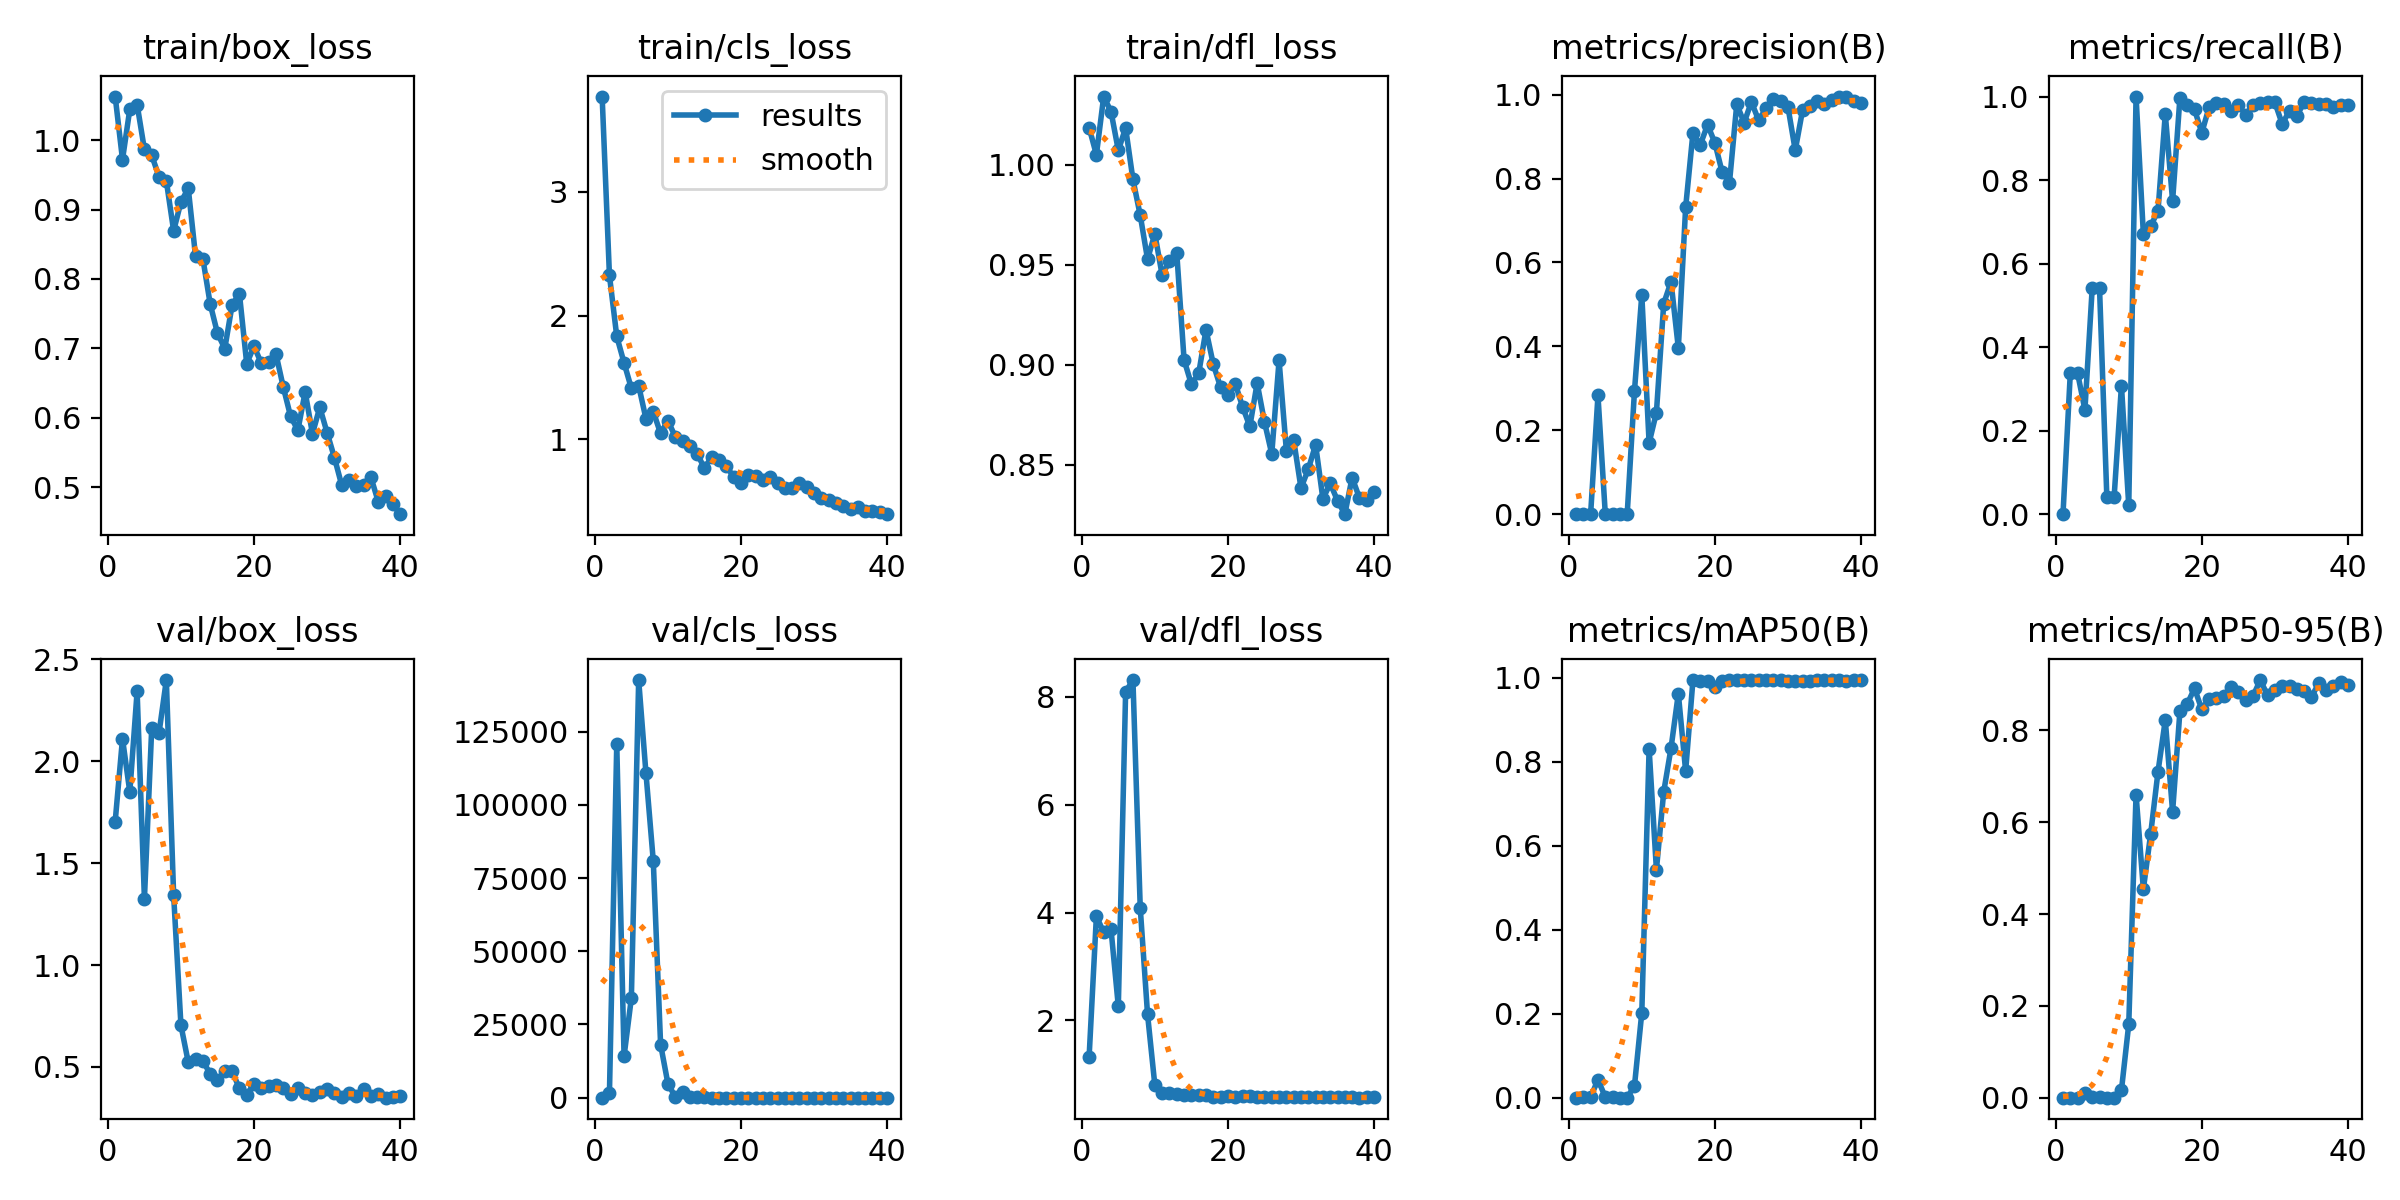 train/box_loss
1.0
0.9
0.8
0.7
0.6
0.5
0 20 40
train/cls_loss
results
smooth
3
2
1
0 20 40
train/dfl_loss
1.00
0.95
0.90
0.85
0 20 40
metrics/precision(B)
1.0
0.8
0.6
0.4
0.2
0.0
0 20 40
metrics/recall(B)
1.0
0.8
0.6
0.4
0.2
0.0
0 20 40
val/box_loss
2.5
2.0
1.5
1.0
0.5
0 20 40
val/cls_loss
125000
100000
75000
50000
25000
0
0 20 40
val/dfl_loss
8
6
4
2
0 20 40
metrics/mAP50(B)
1.0
0.8
0.6
0.4
0.2
0.0
0 20 40
metrics/mAP50-95(B)
0.8
0.6
0.4
0.2
0.0
0 20 40